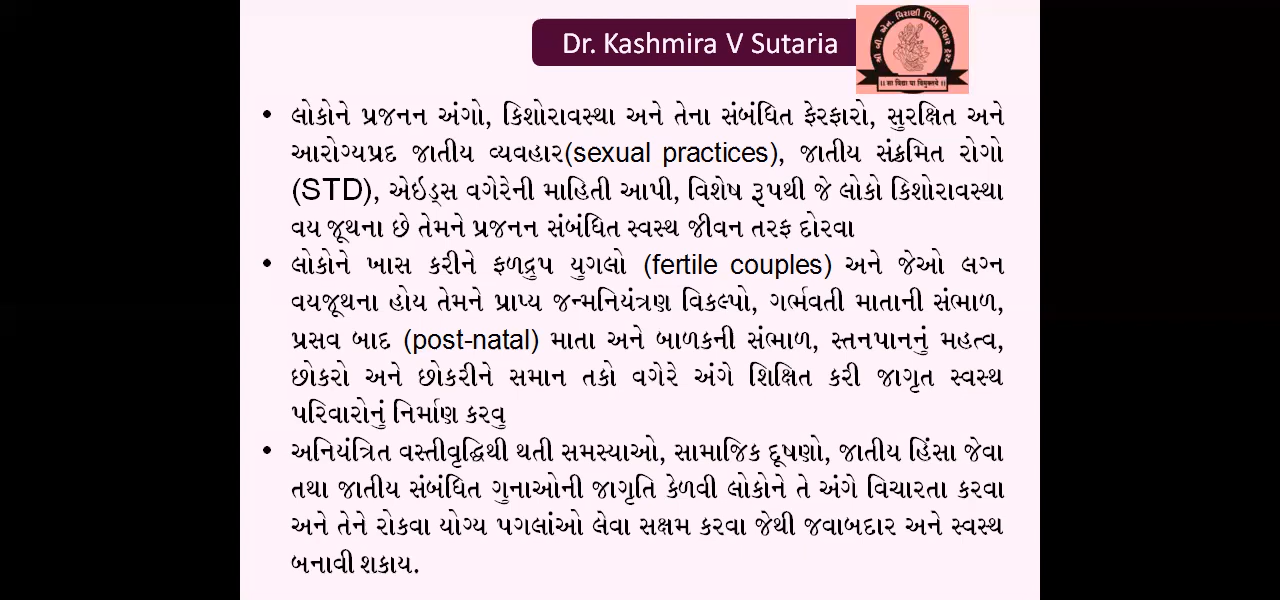 Dr. Kashmira V Sutaria
શ્રી વી. એન. વિરાણી વિદ્યા વિહાર ટ્રસ્ટ
|| સા વિદ્યા યા વિમુક્તયે ||
• લોકોને પ્રજનન અંગો, કિશોરાવસ્થા અને તેના સંબંધિત ફેરફારો, સુરક્ષિત અને
આરોગ્યપ્રદ જાતીય વ્યવહાર(sexual practices), જાતીય સંક્રમિત રોગો
(STD), એઇડ્સ વગેરેની માહિતી આપી, વિશેષ રૂપથી જે લોકો કિશોરાવસ્થા
વય જૂથના છે તેમને પ્રજનન સંબંધિત સ્વસ્થ જીવન તરફ દોરવા
• લોકોને ખાસ કરીને ફળદ્રુપ યુગલો (fertile couples) અને જેઓ લગ્ન
વયજૂથના હોય તેમને પ્રાપ્ય જન્મનિયંત્રણ વિકલ્પો, ગર્ભવતી માતાની સંભાળ,
પ્રસવ બાદ (post-natal) માતા અને બાળકની સંભાળ, સ્તનપાનનું મહત્વ,
છોકરો અને છોકરીને સમાન તકો વગેરે અંગે શિક્ષિત કરી જાગૃત સ્વસ્થ
પરિવારોનું નિર્માણ કરવુ
• અનિયંત્રિત વસ્તીવૃદ્ધિથી થતી સમસ્યાઓ, સામાજિક દૂષણો, જાતીય હિંસા જેવા
તથા જાતીય સંબંધિત ગુનાઓની જાગૃતિ કેળવી લોકોને તે અંગે વિચારતા કરવા
અને તેને રોકવા યોગ્ય પગલાંઓ લેવા સક્ષમ કરવા જેથી જવાબદાર અને સ્વસ્થ
બનાવી શકાય.